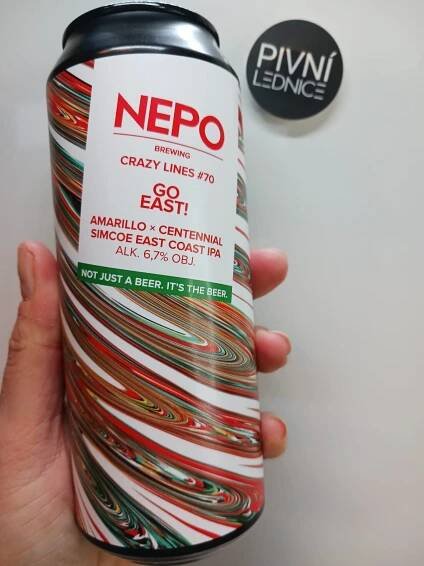 PIVNÍ
LEDNICE
NEPO
BREWING
CRAZY LINES #70
GO
EAST!
AMARILLO × CENTENNIAL
SIMCOE EAST COAST IPA
ALK. 6,7% OBJ.
NOT JUST A BEER. IT'S THE BEER.